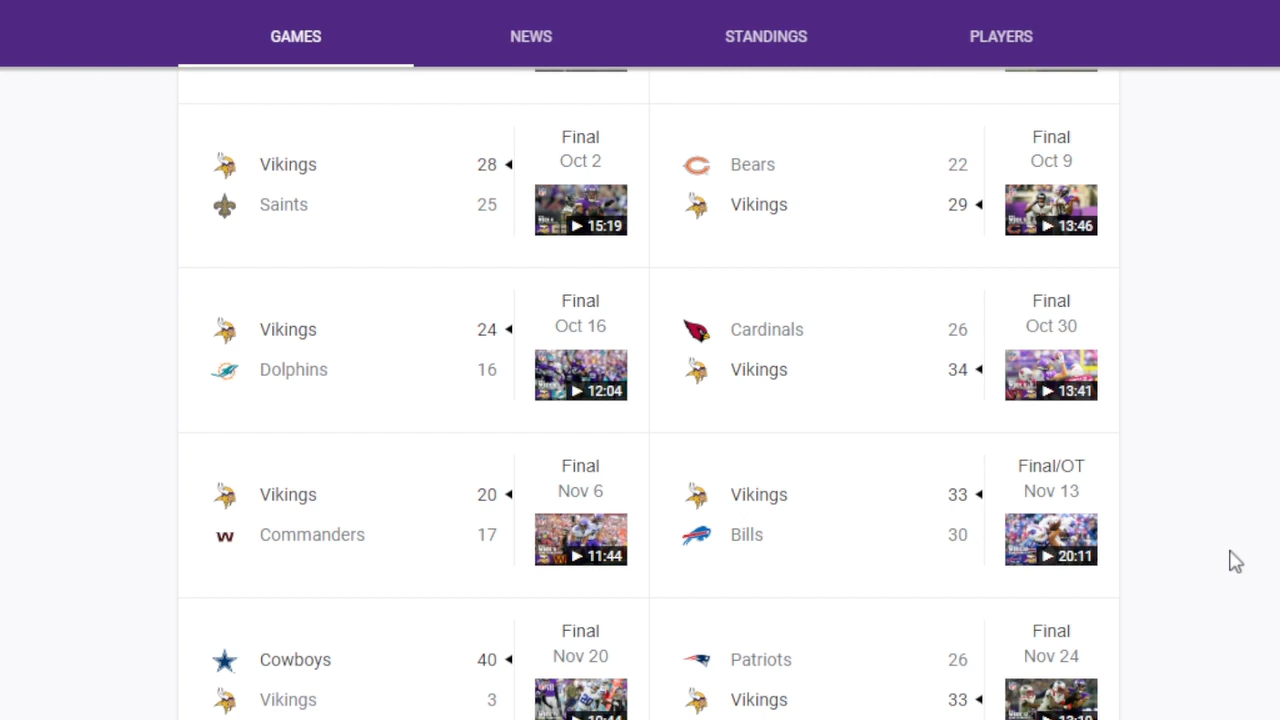 GAMES NEWS STANDINGS PLAYERS
Vikings 28
Saints 25
Final
Oct 2
15:19
Bears 22
Vikings 29
Final
Oct 9
13:46
Vikings 24
Dolphins 16
Final
Oct 16
12:04
Cardinals 26
Vikings 34
Final
Oct 30
13:41
Vikings 20
Commanders 17
Final
Nov 6
11:44
Vikings 33
Bills 30
Final/OT
Nov 13
20:11
Cowboys 40
Vikings 3
Final
Nov 20
Patriots 26
Vikings 33
Final
Nov 24